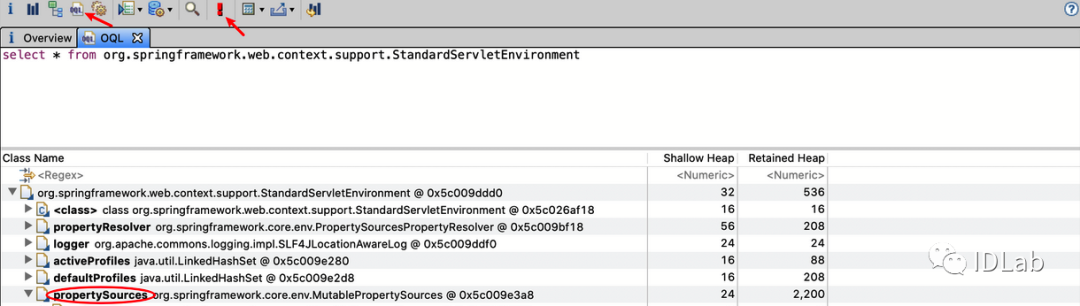 i OQL ! ?
i Overview OQL
select * from org.springframework.web.context.support.StandardServletEnvironment
Class Name Shallow Heap Retained Heap
<Regex> <Numeric> <Numeric>
org.springframework.web.context.support.StandardServletEnvironment @ 0x5c009ddd0 32 536
<class> class org.springframework.web.context.support.StandardServletEnvironment @ 0x5c026af18 16 16
propertyResolver org.springframework.core.env.PropertySourcesPropertyResolver @ 0x5c009bf18 56 208
logger org.apache.commons.logging.impl.SLF4JLocationAwareLog @ 0x5c009ddf0 24 24
activeProfiles java.util.LinkedHashSet @ 0x5c009e280 16 88
defaultProfiles java.util.LinkedHashSet @ 0x5c009e2d8 16 208
propertySources org.springframework.core.env.MutablePropertySources @ 0x5c009e3a8 24 2,200
IDLab